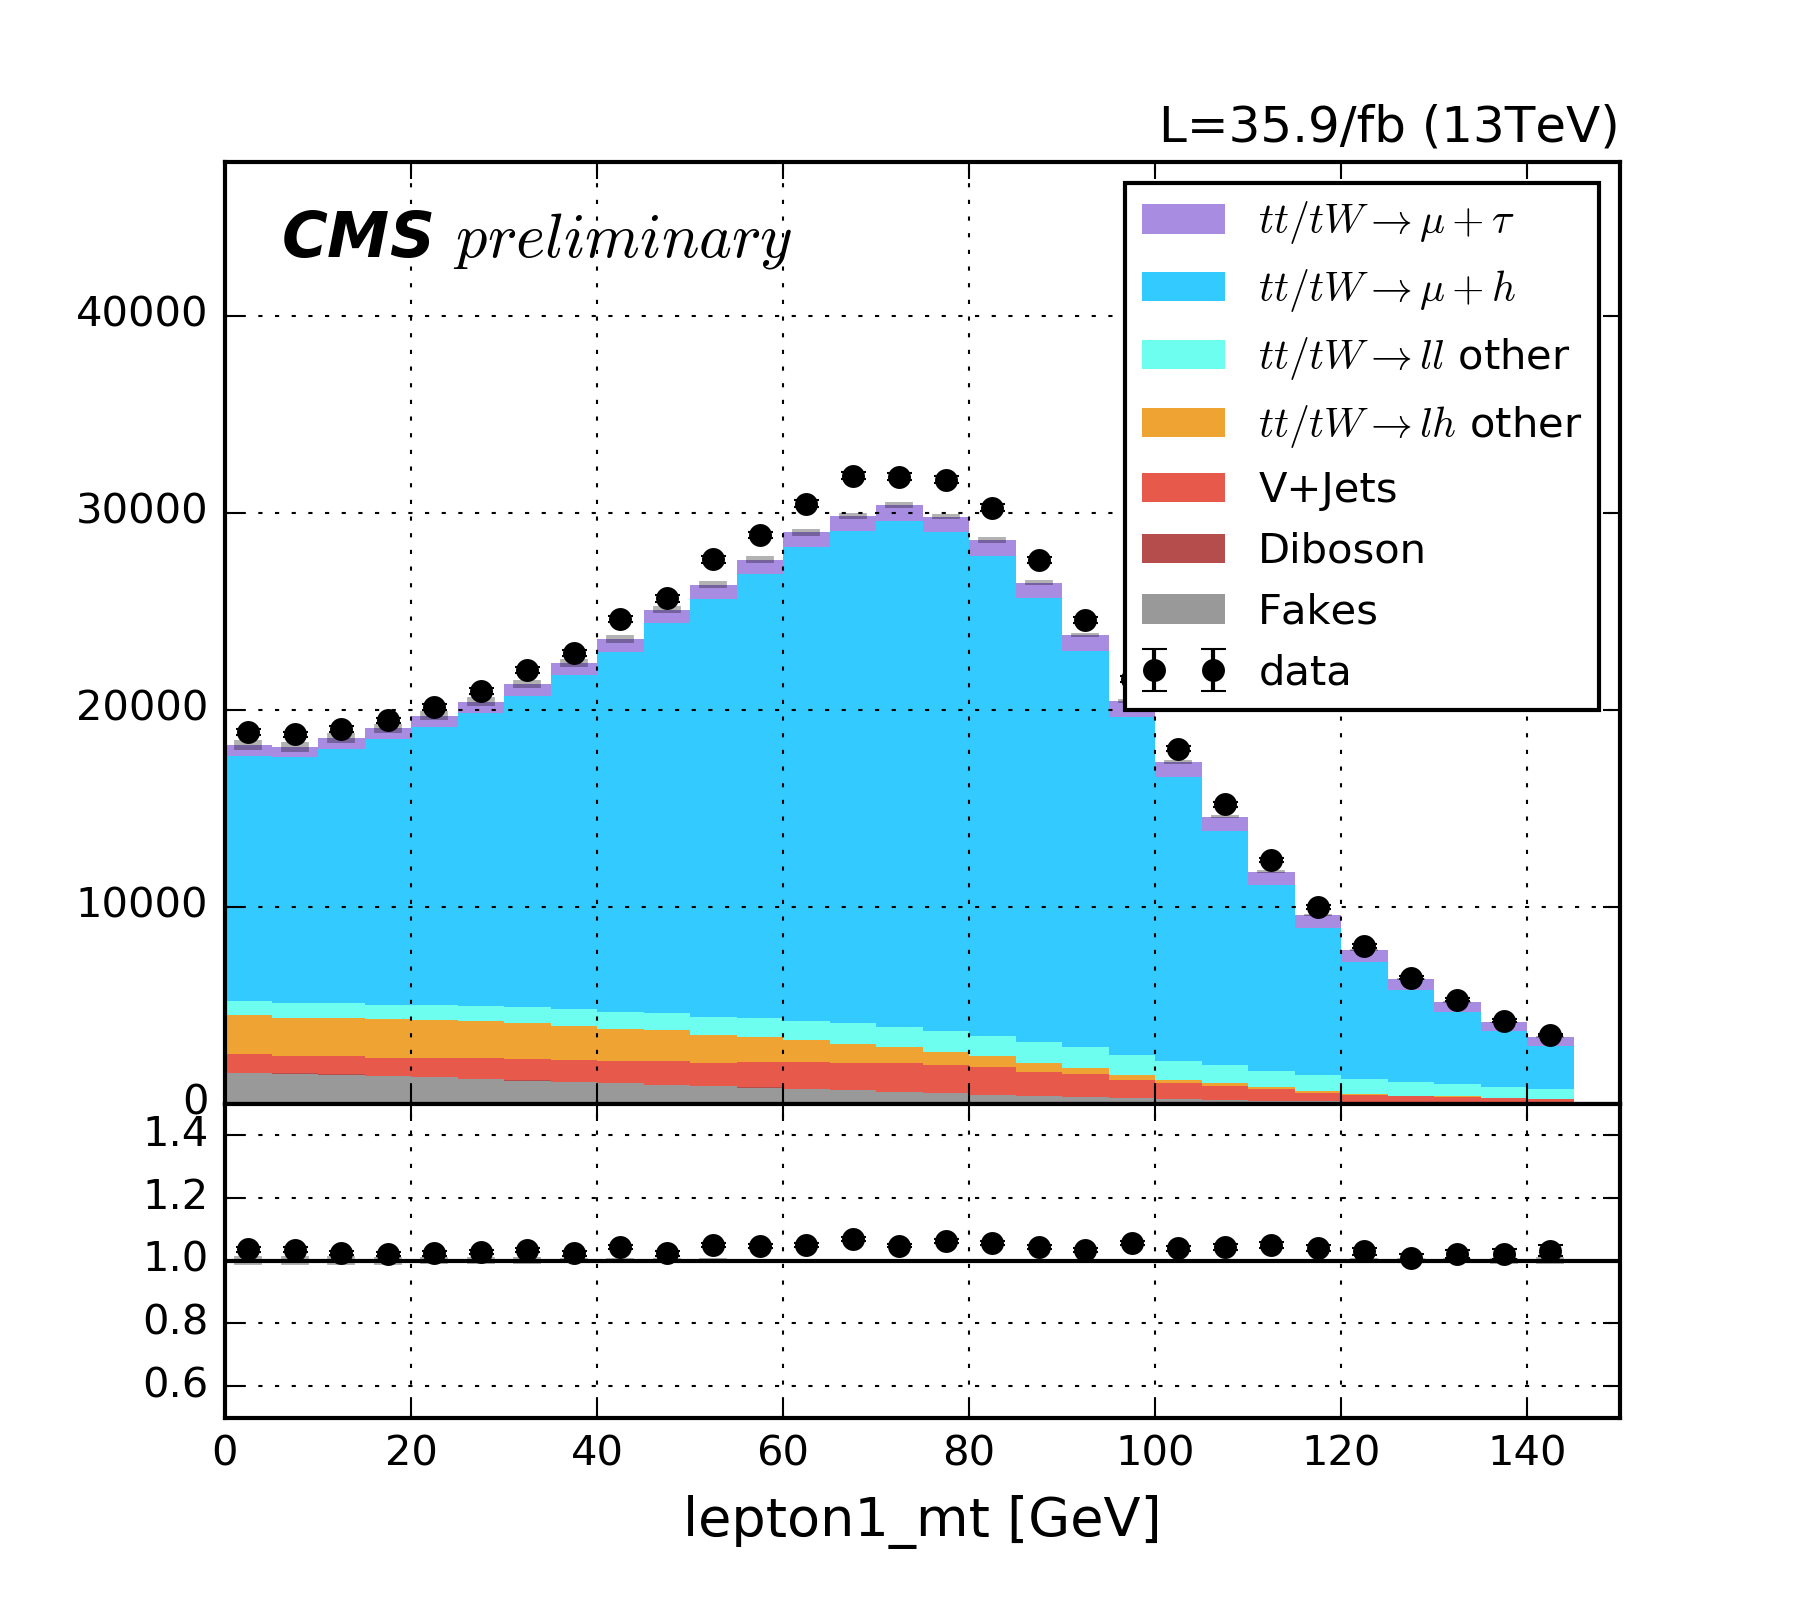 L=35.9/fb (13TeV)
CMS preliminary
tt/tW→μ+τ
tt/tW→μ+h
tt/tW→ll other
tt/tW→lh other
V+Jets
Diboson
Fakes
data
40000
30000
20000
10000
0
1.4
1.2
1.0
0.8
0.6
0 20 40 60 80 100 120 140
lepton1_mt [GeV]